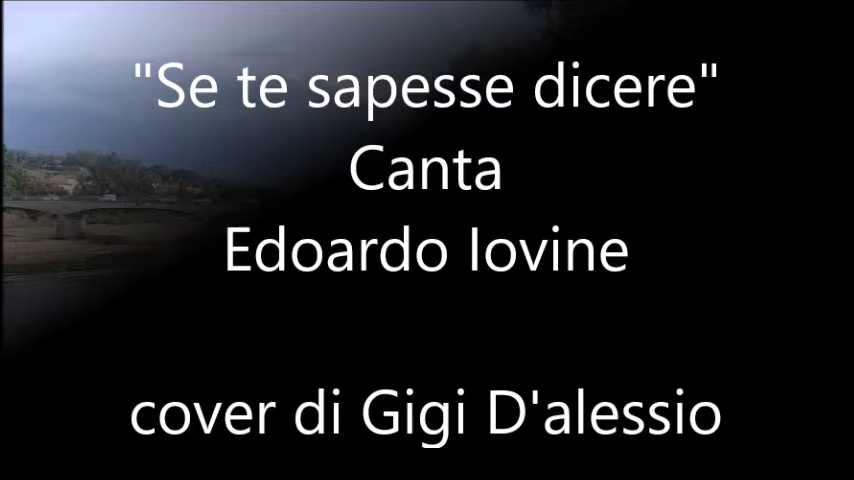 "Se te sapesse dicere"
Canta
Edoardo Iovine
cover di Gigi D'alessio